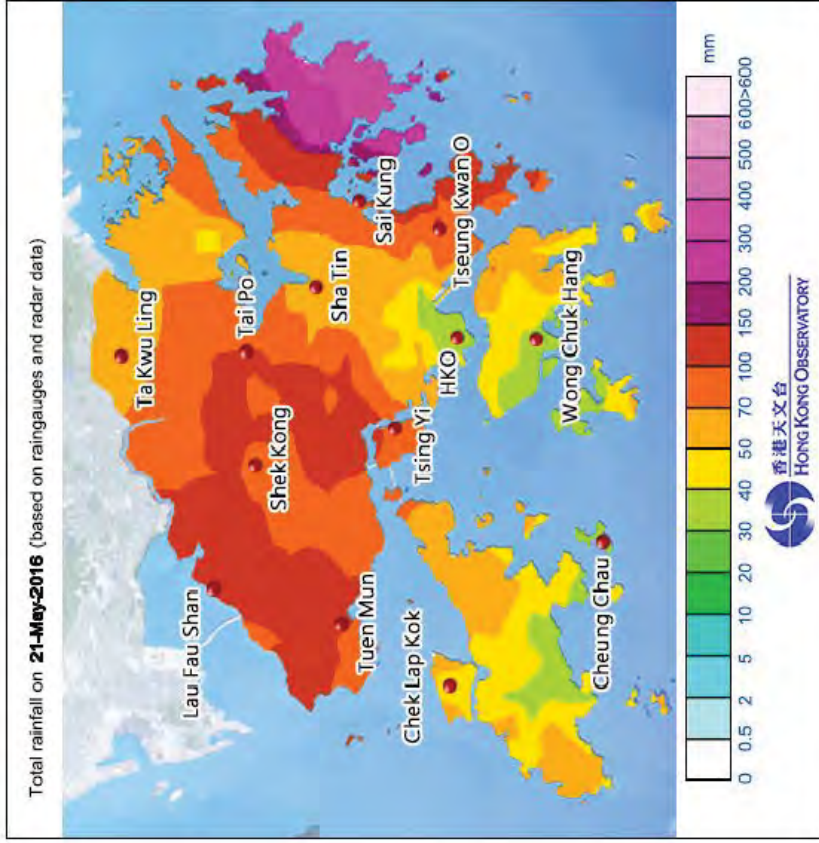 Total rainfall on 21-May-2016 (based on raingauges and radar data)
Ta Kwu Ling
Lau Fau Shan
Tai Po
Shek Kong
Sha Tin
Tuen Mun
Sai Kung
Tsing Yi
Chek Lap Kok
HKO
Tseung Kwan O
Wong Chuk Hang
Cheung Chau
0 0.5 2 5 10 20 30 40 50 70 100 150 200 300 400 500 600>600 mm
香港天文台
HONG KONG OBSERVATORY